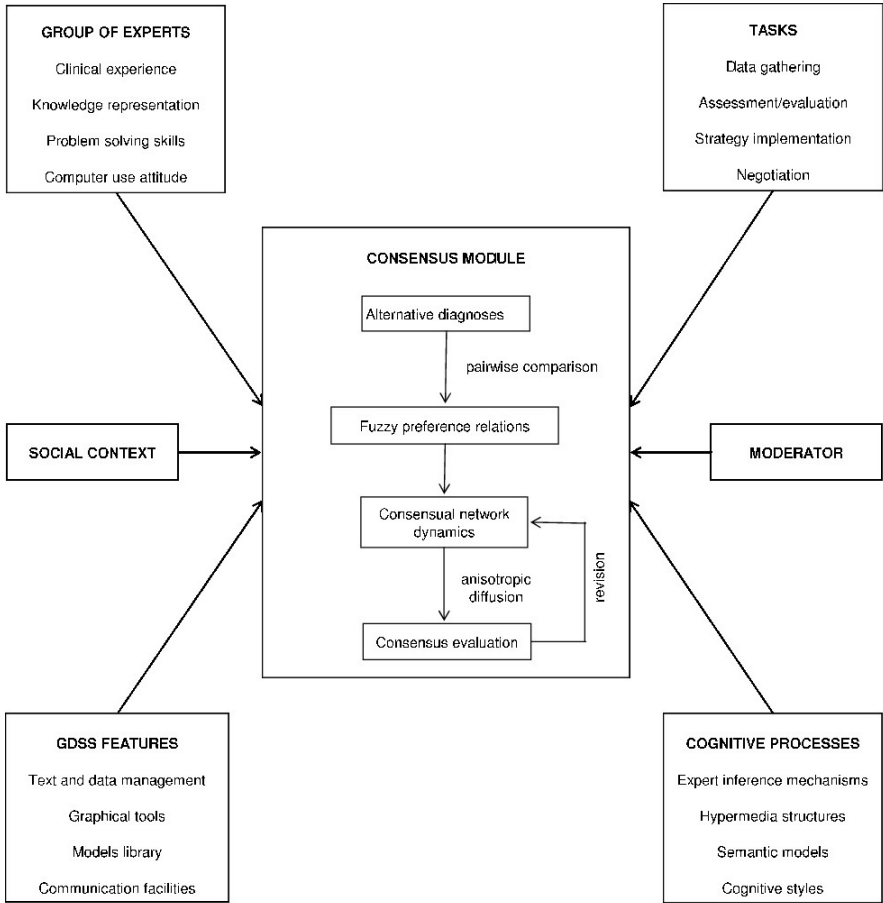 GROUP OF EXPERTS
Clinical experience
Knowledge representation
Problem solving skills
Computer use attitude
TASKS
Data gathering
Assessment/evaluation
Strategy implementation
Negotiation
CONSENSUS MODULE
Alternative diagnoses
pairwise comparison
Fuzzy preference relations
Consensual network
dynamics
anisotropic
diffusion
revision
Consensus evaluation
SOCIAL CONTEXT
MODERATOR
GDSS FEATURES
Text and data management
Graphical tools
Models library
Communication facilities
COGNITIVE PROCESSES
Expert inference mechanisms
Hypermedia structures
Semantic models
Cognitive styles